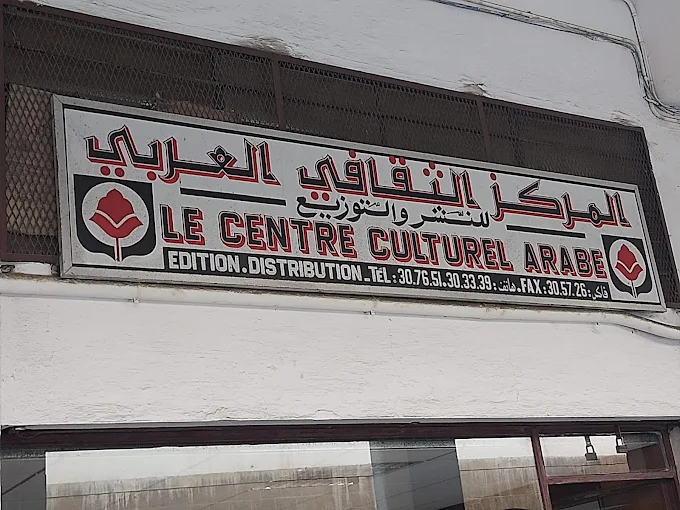 المركز الثقافي العربي
للنشر والتوزيع
LE CENTRE CULTUREL ARABE
EDITION.DISTRIBUTION.TEL:30.76.51.30.33.39:هاتف.FAX:30.57.26:فاكس